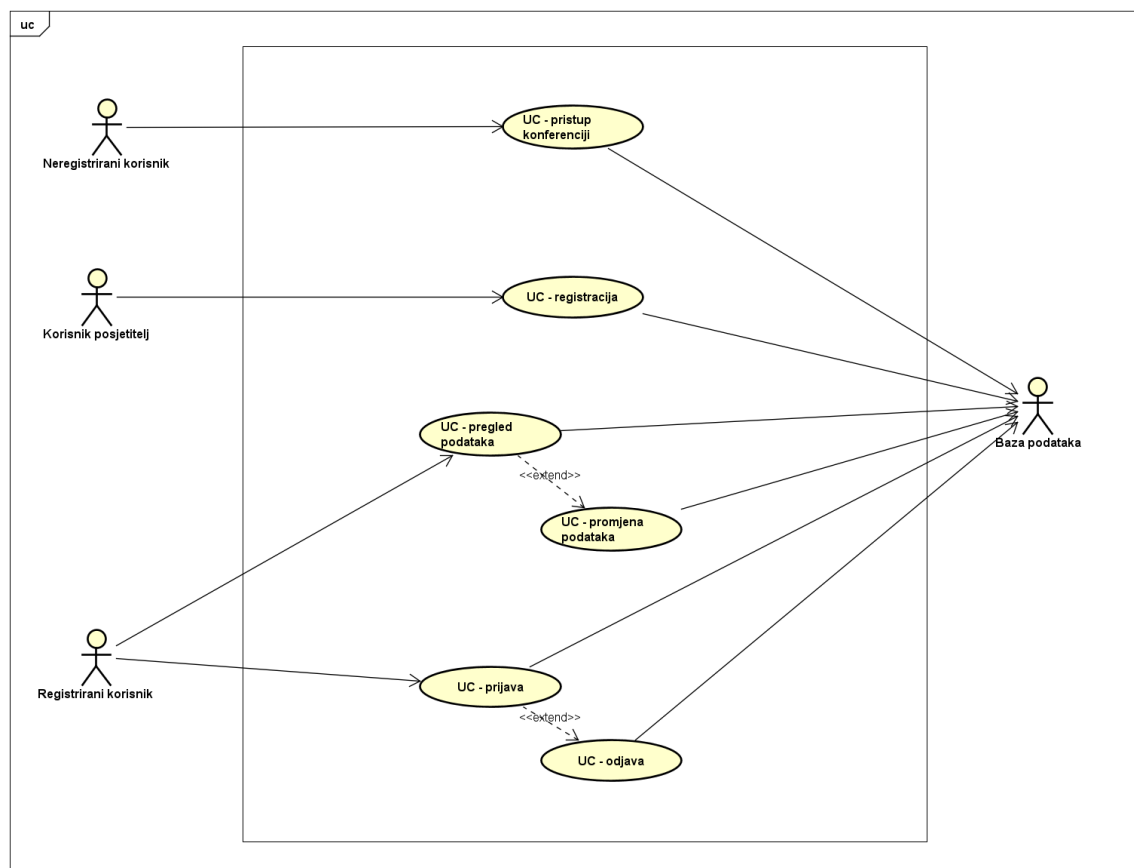 uc
UC - pristup
konferenciji
Neregistrirani korisnik
UC - registracija
Korisnik posjetitelj
UC - pregled
podataka
Baza podataka
<<extend>>
UC - promjena
podataka
UC - prijava
Registrirani korisnik
<<extend>>
UC - odjava